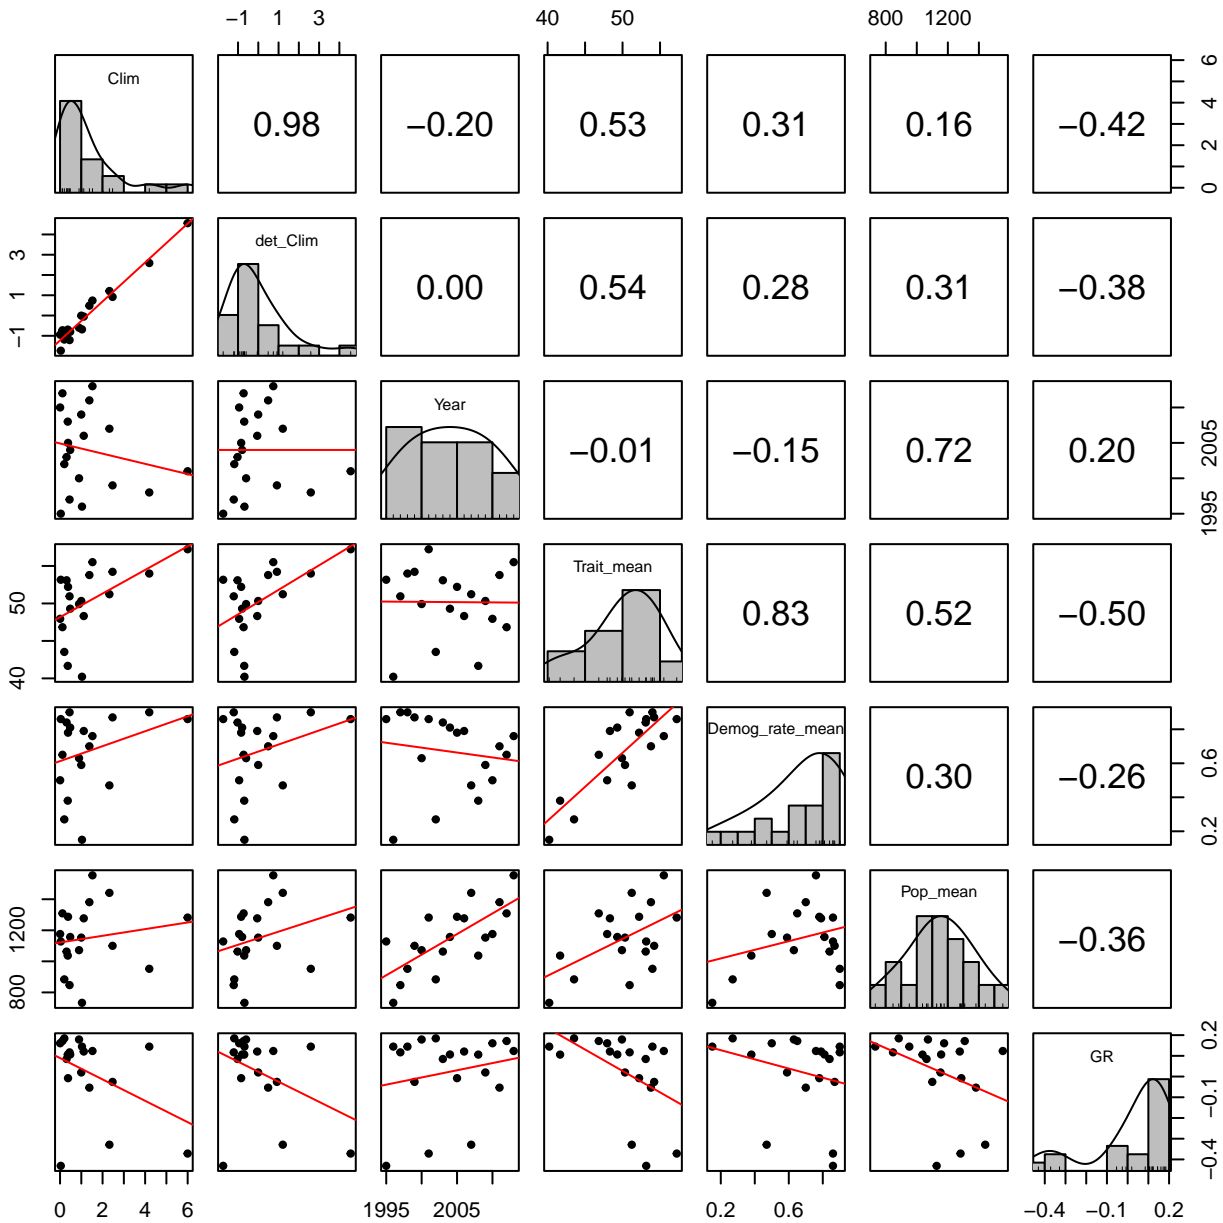 −1 1 3 40 50 800 1200
Clim
0.98
−0.20
0.53
0.31
0.16
−0.42
0 2 4 6
−1 1 3
det_Clim
0.00
0.54
0.28
0.31
−0.38
Year
−0.01
−0.15
0.72
0.20
1995 2005
40 50
Trait_mean
0.83
0.52
−0.50
Demog_rate_mean
0.30
−0.26
0.2 0.6
800 1200
Pop_mean
−0.36
GR
−0.4 −0.1 0.2
0 2 4 6 1995 2005 0.2 0.6 −0.4 −0.1 0.2